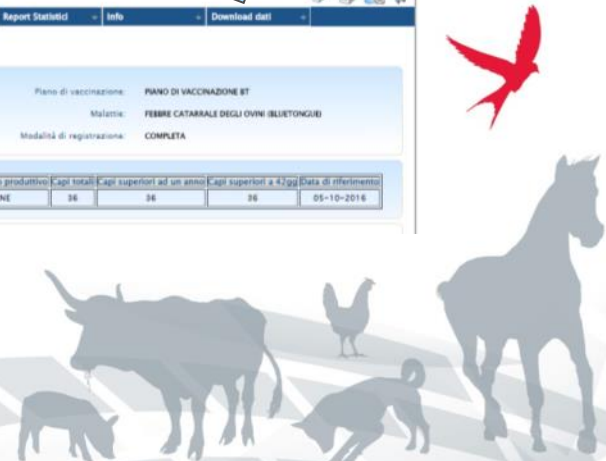 Report Statistici Info Download dati
Piano di vaccinazione: PIANO DI VACCINAZIONE BT
Malattie: FEBBRE CATARRALE DEGLI OVINI (BLUETONGUE)
Modalità di registrazione: COMPLETA
produttivo Capi totali Capi superiori ad un anno Capi superiori a 42gg Data di riferimento
NE 36 36 36 05-10-2016